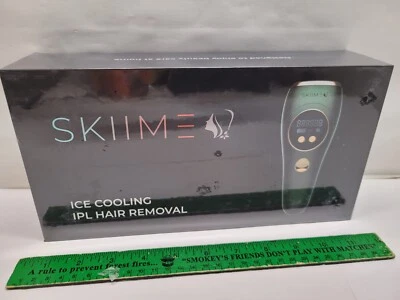 SKIIME
ICE COOLING
IPL HAIR REMOVAL
A rule to prevent forest fires... "SMOKEY'S FRIENDS DON'T PLAY WITH MATCHES"